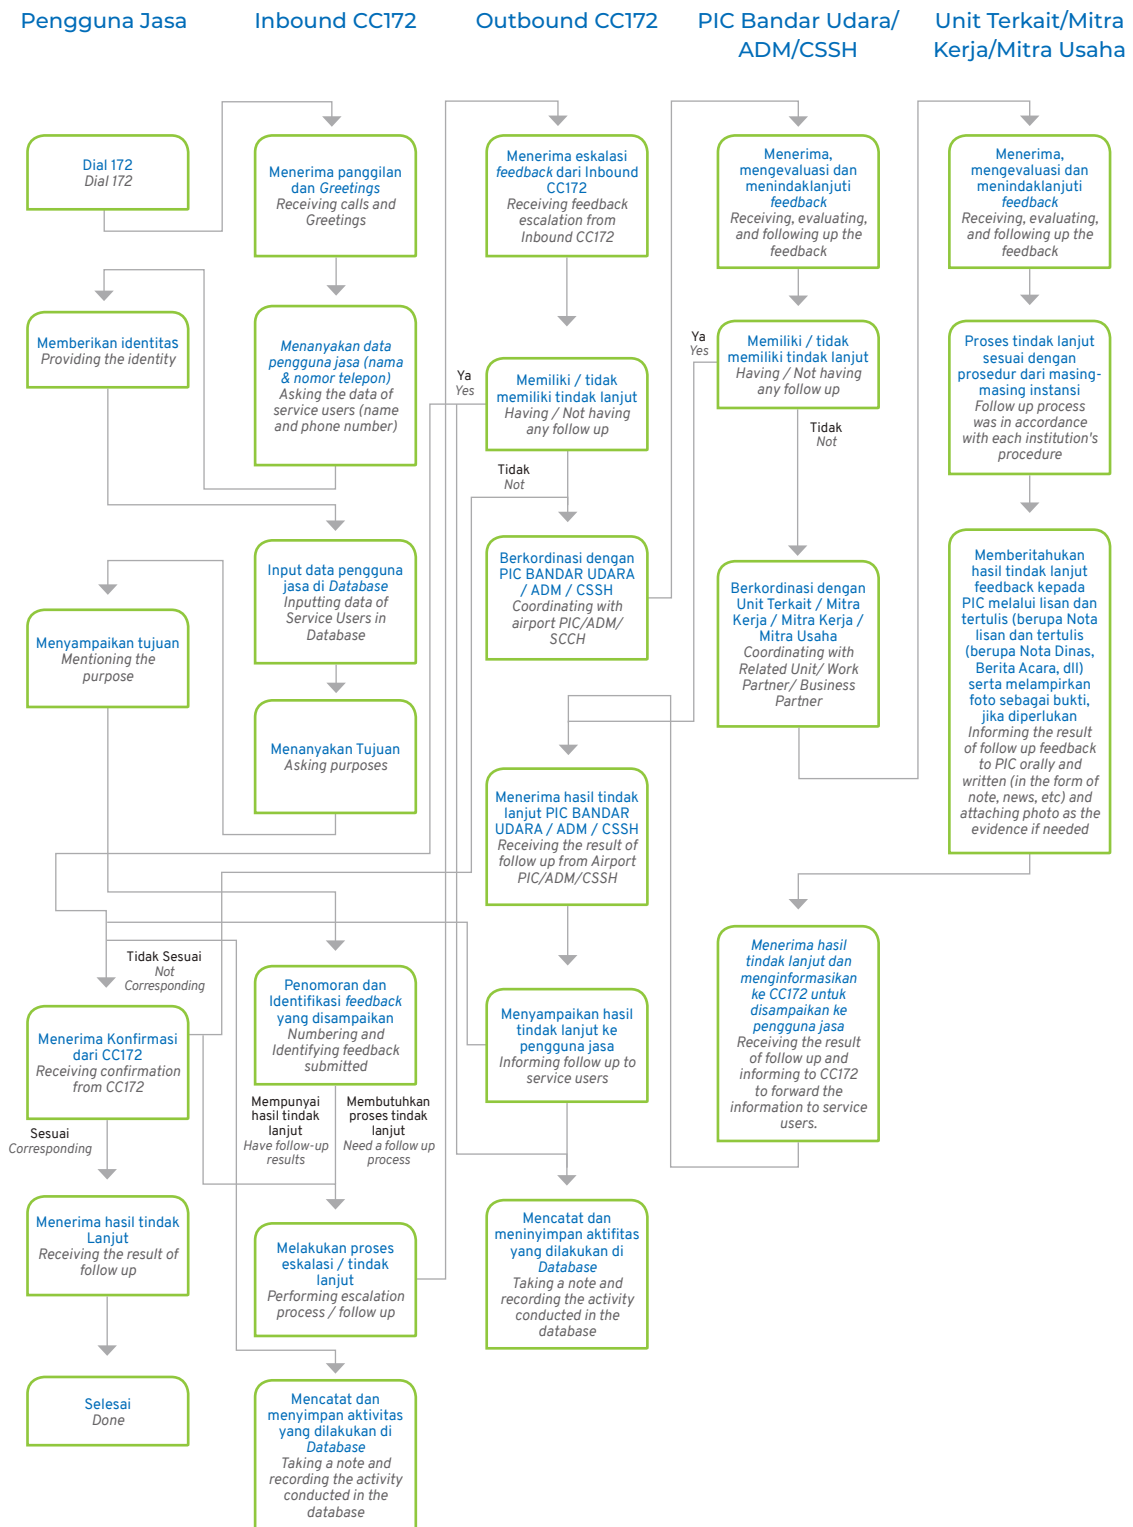 Pengguna Jasa
Inbound CC172
Outbound CC172
PIC Bandar Udara/
ADM/CSSH
Unit Terkait/Mitra
Kerja/Mitra Usaha
Dial 172
Dial 172
Memberikan identitas
Providing the identity
Menyampaikan tujuan
Mentioning the
purpose
Tidak Sesuai
Not
Corresponding
Menerima Konfirmasi
dari CC172
Receiving confirmation
from CC172
Sesuai
Corresponding
Menerima hasil tindak
Lanjut
Receiving the result of
follow up
Selesai
Done
Menerima panggilan
dan Greetings
Receiving calls and
Greetings
Menanyakan data
pengguna jasa (nama
& nomor telepon)
Asking the data of
service users (name
and phone number)
Input data pengguna
jasa di Database
Inputting data of
Service Users in
Database
Menanyakan Tujuan
Asking purposes
Penomoran dan
Identifikasi feedback
yang disampaikan
Numbering and
Identifying feedback
submitted
Mempunyai
hasil tindak
lanjut
Have follow-up
results
Membutuhkan
proses tindak
lanjut
Need a follow up
process
Melakukan proses
eskalasi / tindak
lanjut
Performing escalation
process / follow up
Mencatat dan
menyimpan aktivitas
yang dilakukan di
Database
Taking a note and
recording the activity
conducted in the
database
Menerima eskalasi
feedback dari Inbound
CC172
Receiving feedback
escalation from
Inbound CC172
Ya
Yes
Memiliki / tidak
memiliki tindak lanjut
Having / Not having
any follow up
Tidak
Not
Berkordinasi dengan
PIC BANDAR UDARA
/ ADM / CSSH
Coordinating with
airport PIC/ADM/
SCCH
Menerima hasil tindak
lanjut PIC BANDAR
UDARA / ADM / CSSH
Receiving the result of
follow up from Airport
PIC/ADM/CSSH
Menyampaikan hasil
tindak lanjut ke
pengguna jasa
Informing follow up to
service users
Mencatat dan
meninyimpan aktifitas
yang dilakukan di
Database
Taking a note and
recording the activity
conducted in the
database
Menerima,
mengevaluasi dan
menindaklanjuti
feedback
Receiving, evaluating,
and following up the
feedback
Ya
Yes
Memiliki / tidak
memiliki tindak lanjut
Having / Not having
any follow up
Tidak
Not
Berkordinasi dengan
Unit Terkait / Mitra
Kerja / Mitra Kerja /
Mitra Usaha
Coordinating with
Related Unit/ Work
Partner/ Business
Partner
Menerima hasil
tindak lanjut dan
menginformasikan
ke CC172 untuk
disampaikan ke
pengguna jasa
Receiving the result
of follow up and
informing to CC172
to forward the
information to service
users.
Menerima,
mengevaluasi dan
menindaklanjuti
feedback
Receiving, evaluating,
and following up the
feedback
Proses tindak lanjut
sesuai dengan
prosedur dari masing-
masing instansi
Follow up process
was in accordance
with each institution's
procedure
Memberitahukan
hasil tindak lanjut
feedback kepada
PIC melalui lisan dan
tertulis (berupa Nota
lisan dan tertulis
(berupa Nota Dinas,
Berita Acara, dll)
serta melampirkan
foto sebagai bukti,
jika diperlukan
Informing the result
of follow up feedback
to PIC orally and
written (in the form of
note, news, etc) and
attaching photo as the
evidence if needed